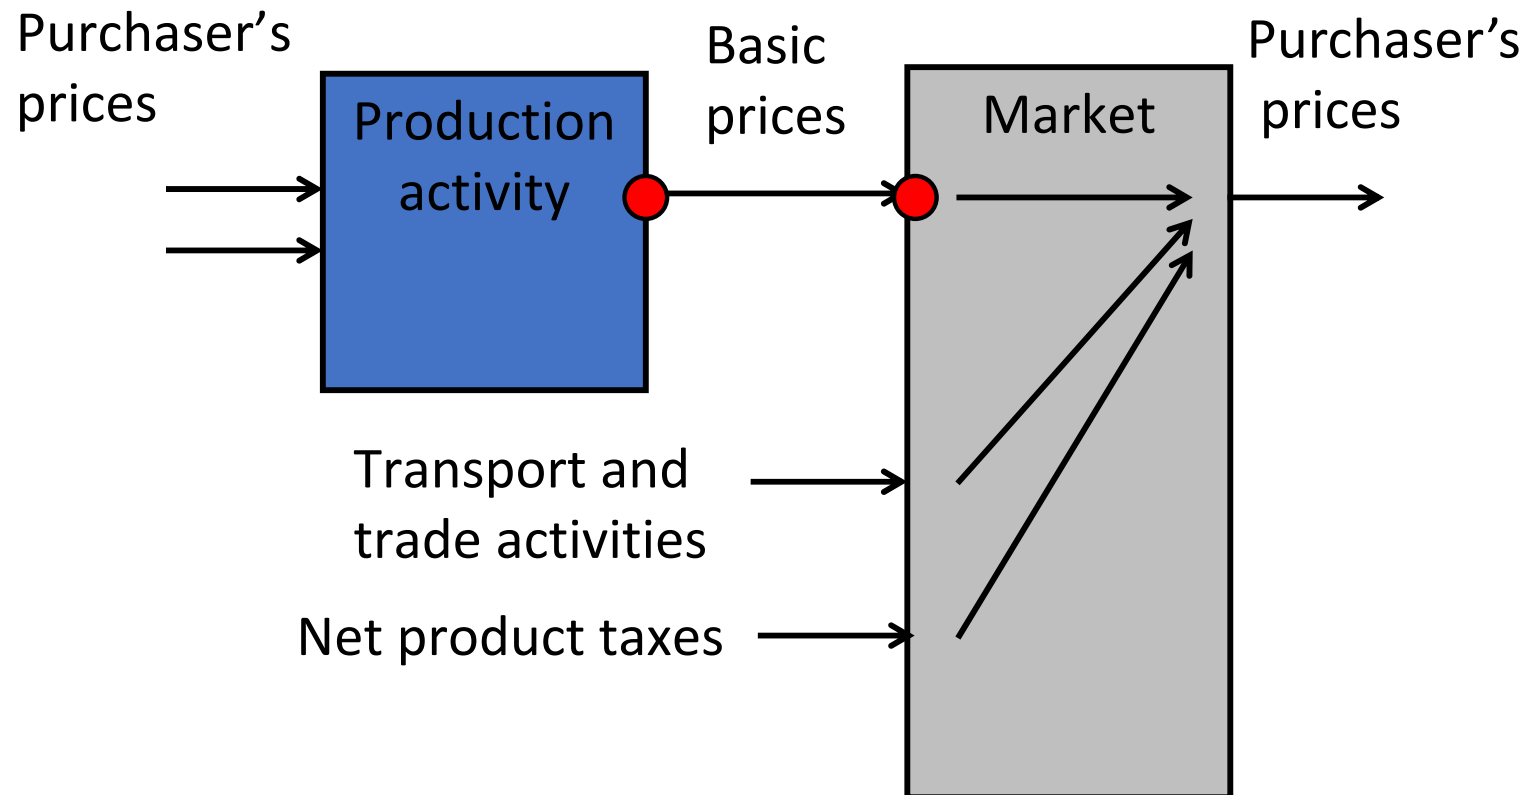 Purchaser’s
prices
Production
activity
Basic
prices
Market
Purchaser’s
prices
Transport and
trade activities
Net product taxes